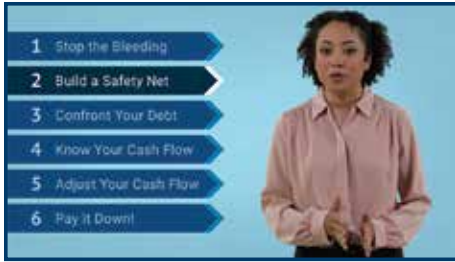 1 Stop the Bleeding
2 Build a Safety Net
3 Confront Your Debt
4 Know Your Cash Flow
5 Adjust Your Cash Flow
6 Pay It Down!